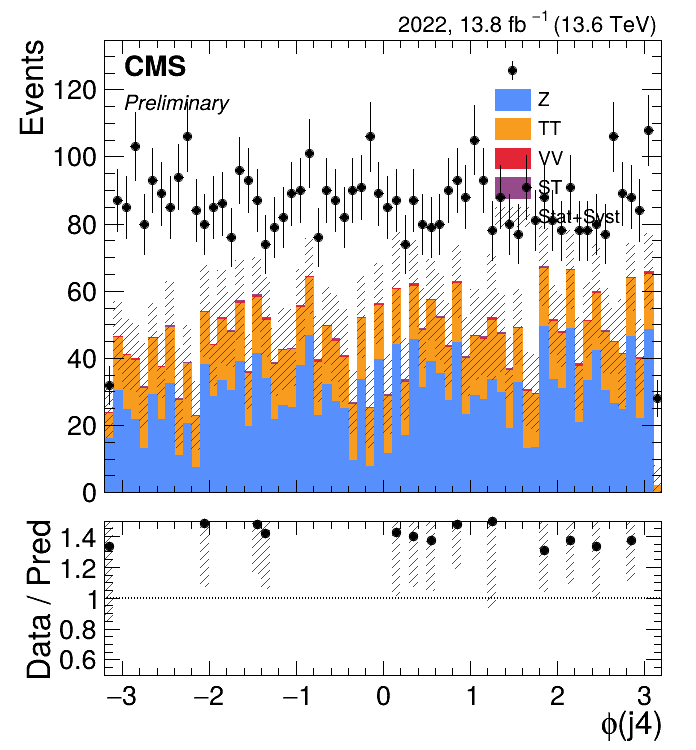 2022, 13.8 fb⁻¹ (13.6 TeV)
Events
CMS
Preliminary
Z
TT
VV
ST
Stat+Syst
120
100
80
60
40
20
0
Data / Pred
1.4
1.2
1
0.8
0.6
−3 −2 −1 0 1 2 3
ϕ(j4)